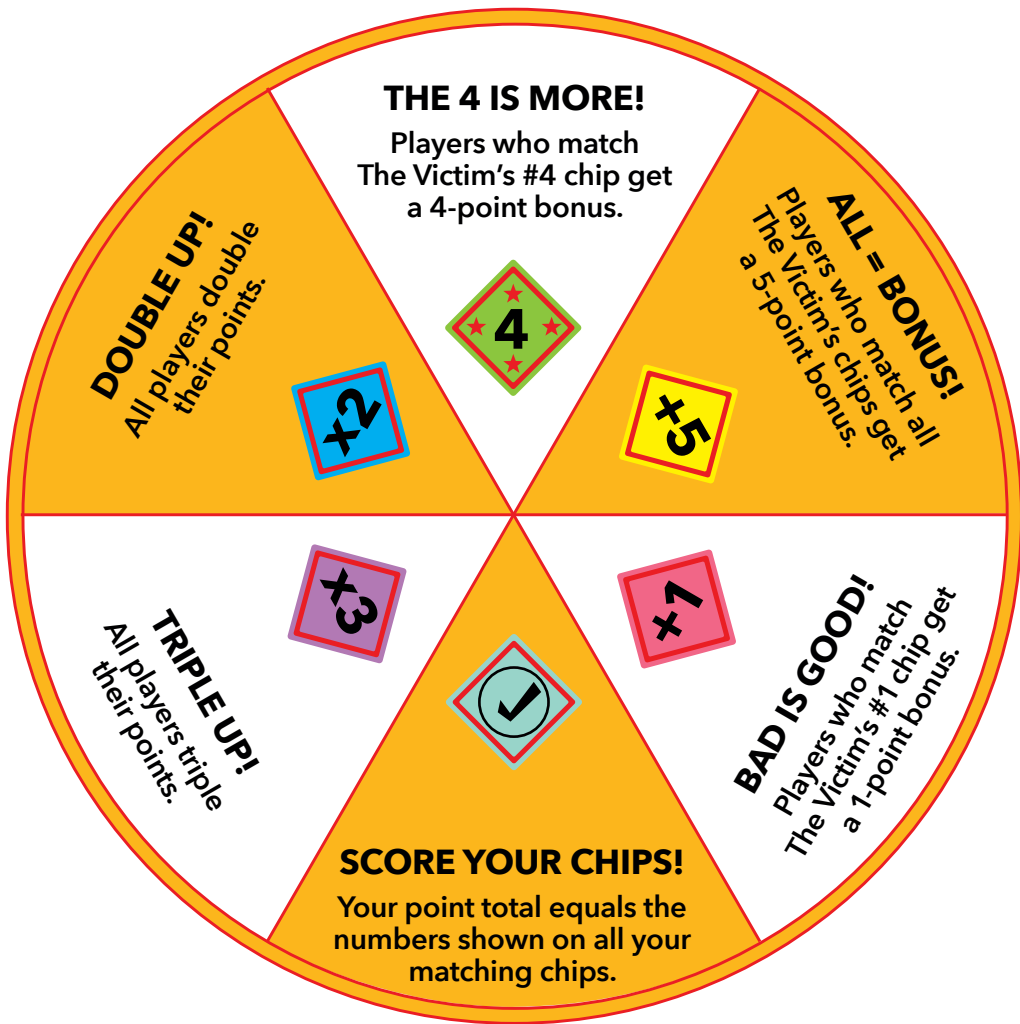 THE 4 IS MORE!
Players who match
The Victim’s #4 chip get
a 4-point bonus.
4
ALL = BONUS!
Players who match all
The Victim’s chips get
a 5-point bonus.
+5
BAD IS GOOD!
Players who match
The Victim’s #1 chip get
a 1-point bonus.
+1
SCORE YOUR CHIPS!
Your point total equals the
numbers shown on all your
matching chips.
TRIPLE UP!
All players triple
their points.
x3
DOUBLE UP!
All players double
their points.
x2